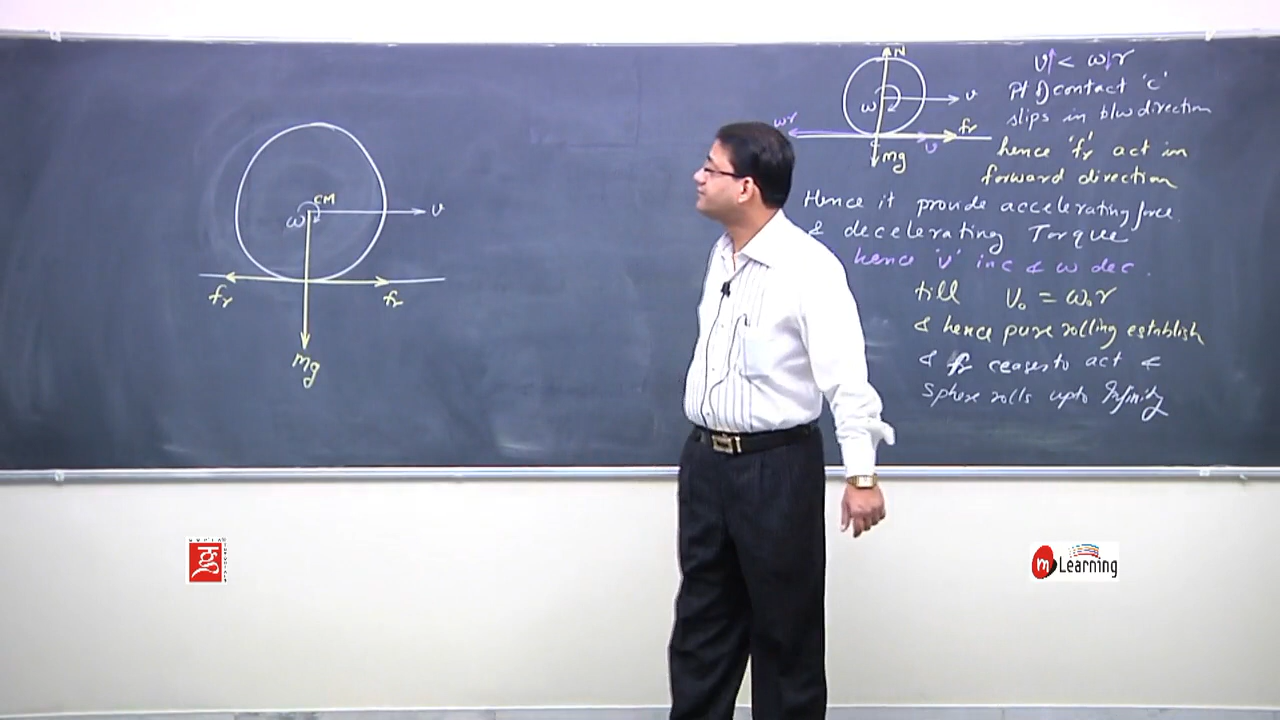 CM
ω
v
fr
fr
mg
N
v < ωr
ω
v
ωr
fr
v
mg
Pt of contact 'c'
slips in b/w direction
hence 'fr' act in
forward direction
Hence it provide accelerating force
& decelerating Torque
hence 'v' inc & ω dec.
till V₀ = ω₀r
& hence pure rolling establish
& fr ceases to act &
Sphere rolls upto Infinity
m Learning